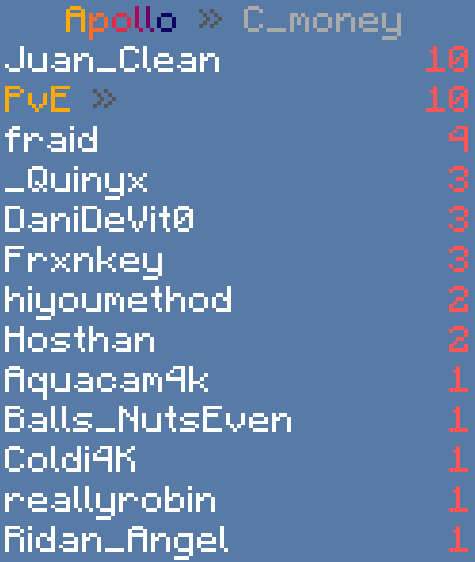 Apollo » C_money
Juan_Clean 10
PvE » 10
fraid 4
_Quinyx 3
DaniDeVit0 3
Frxnkey 3
hiyoumethod 2
Hosthan 2
Aquacam4k 1
Balls_NutsEven 1
Coldi4K 1
reallyrobin 1
Ridan_Angel 1